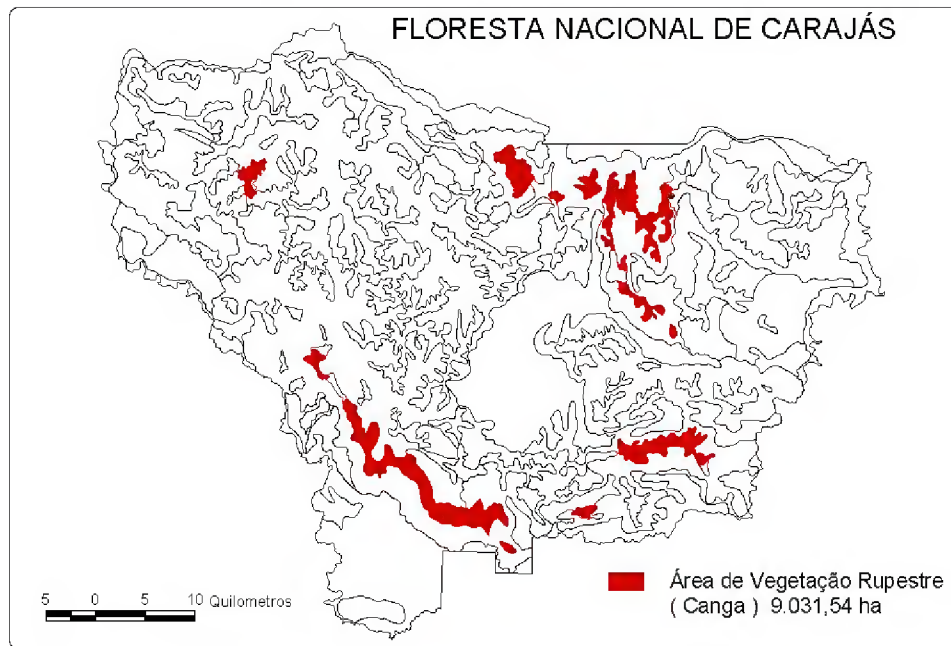 FLORESTA NACIONAL DE CARAJÁS
Área de Vegetação Rupestre
( Canga ) 9.031,54 ha
5 0 5 10 Quilometros